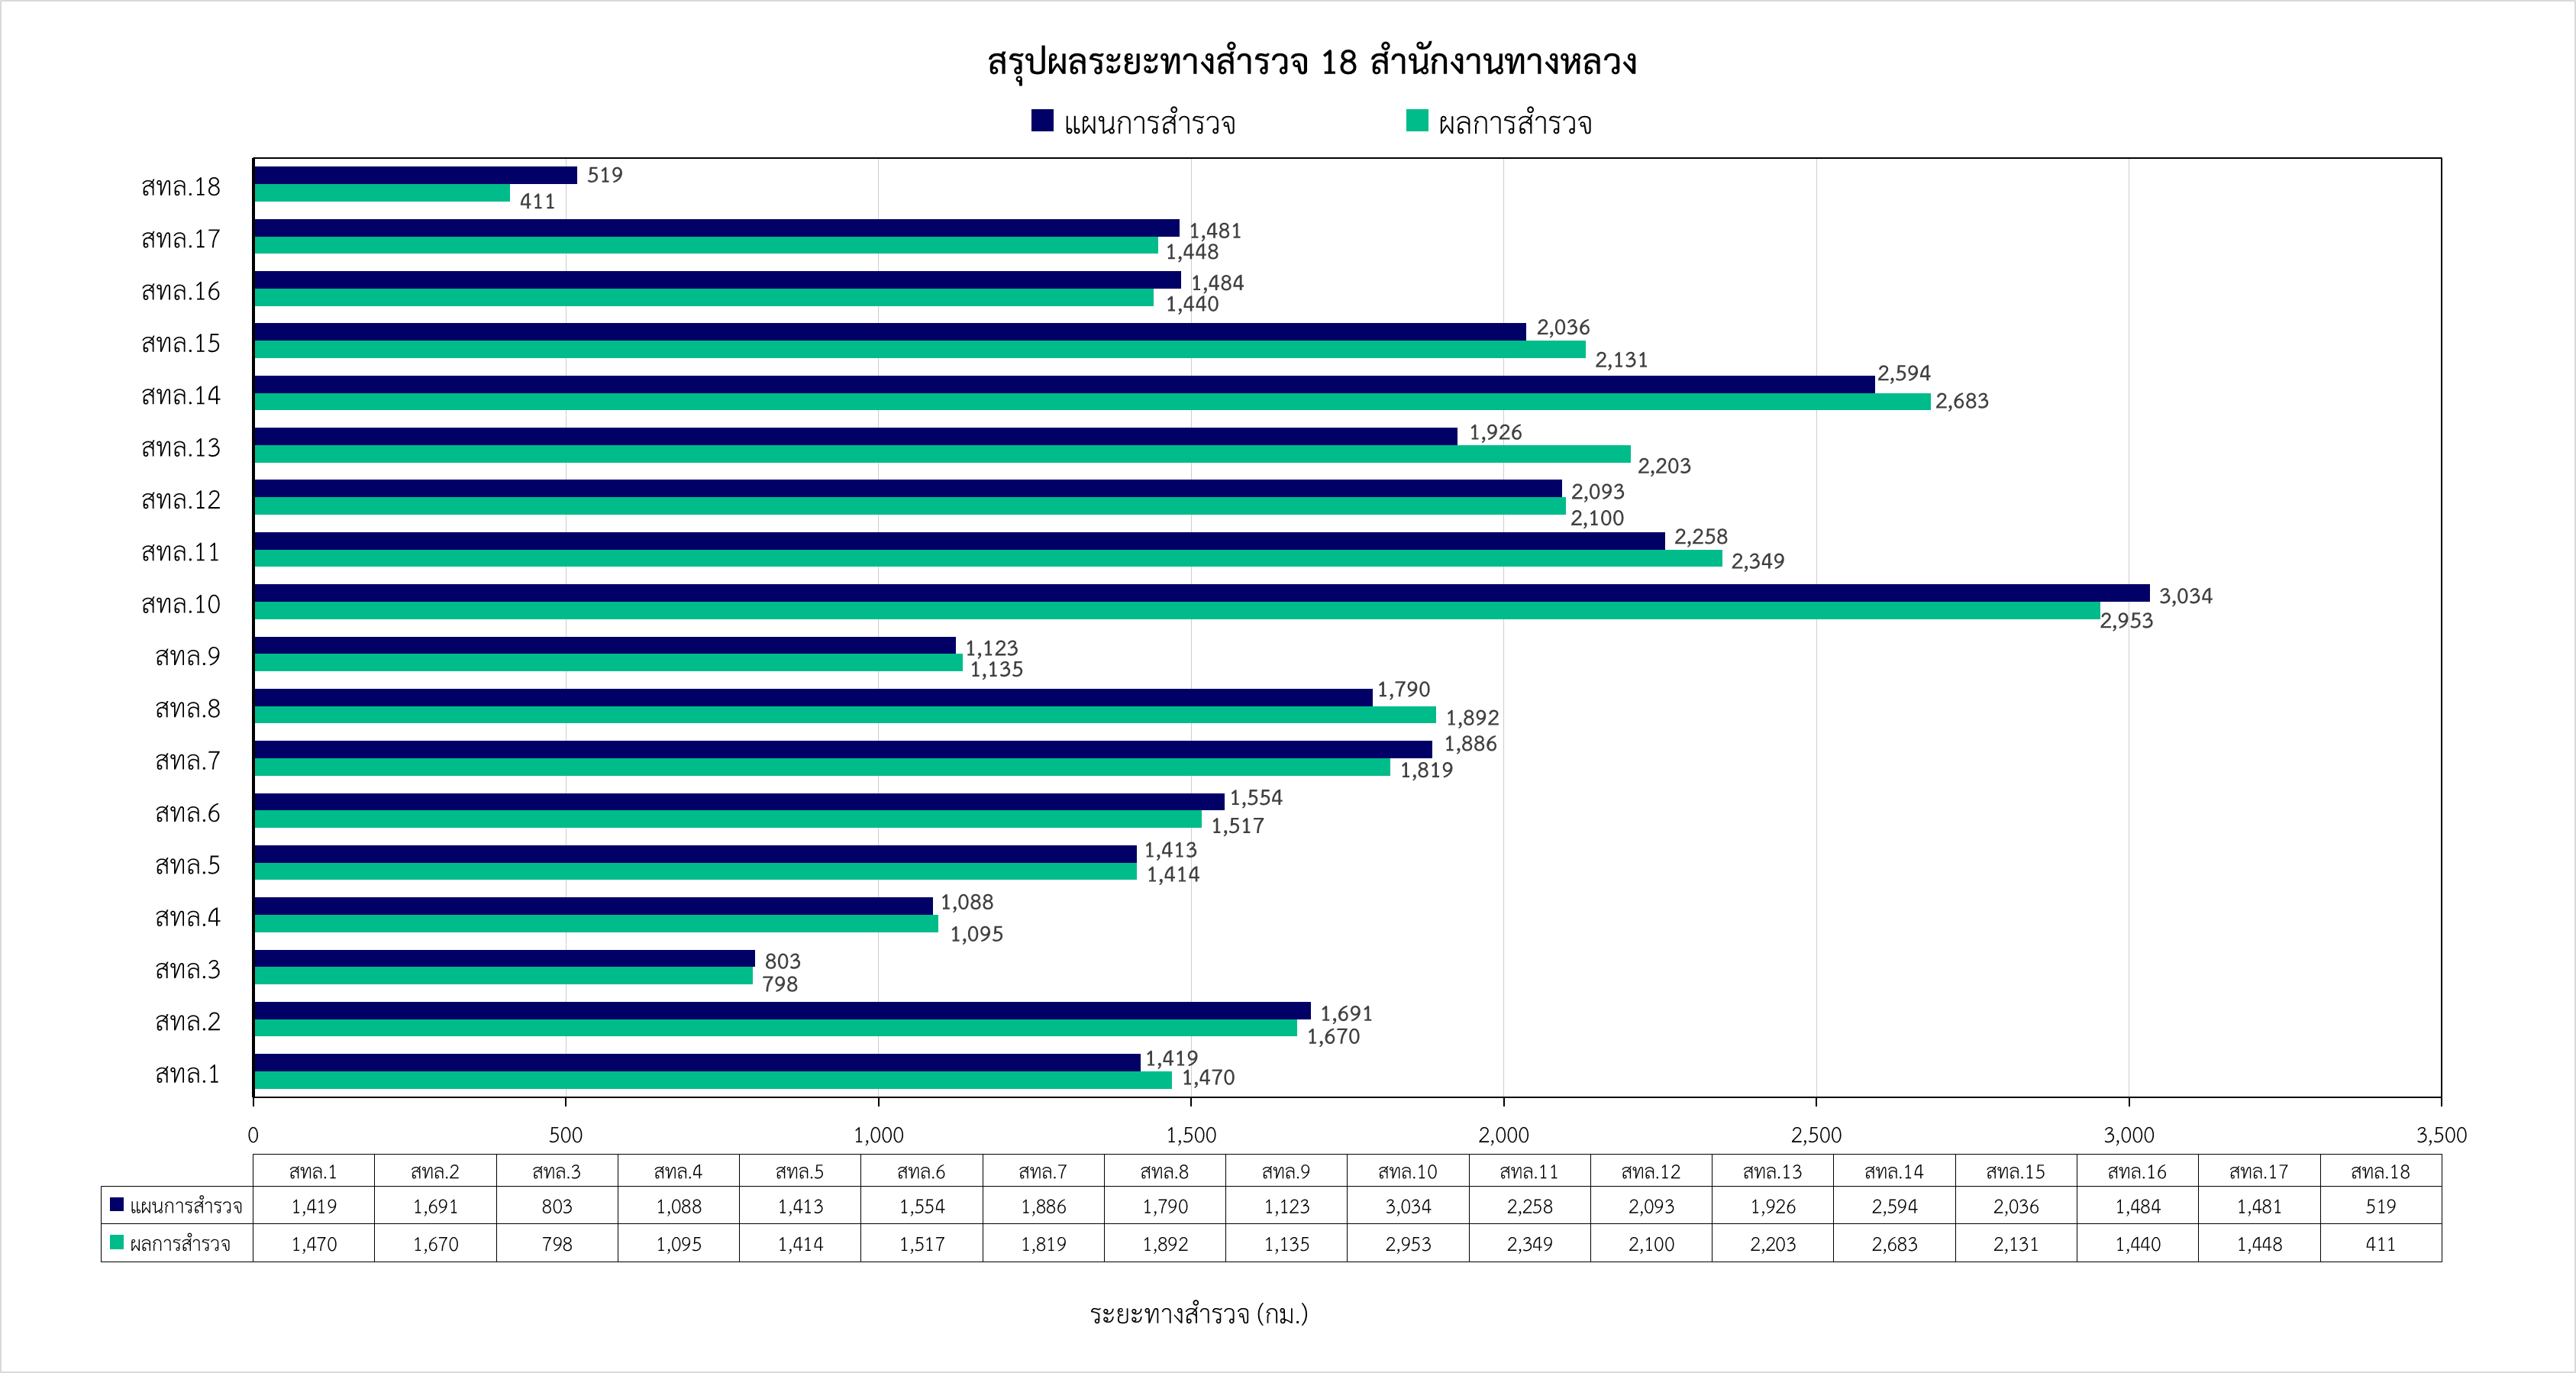 สรุปผลระยะทางสำรวจ 18 สำนักงานทางหลวง
แผนการสำรวจ ผลการสำรวจ
สทล.18 519
411
สทล.17 1,481
1,448
สทล.16 1,484
1,440
สทล.15 2,036
2,131
สทล.14 2,594
2,683
สทล.13 1,926
2,203
สทล.12 2,093
2,100
สทล.11 2,258
2,349
สทล.10 3,034
2,953
สทล.9 1,123
1,135
สทล.8 1,790
1,892
สทล.7 1,886
1,819
สทล.6 1,554
1,517
สทล.5 1,413
1,414
สทล.4 1,088
1,095
สทล.3 803
798
สทล.2 1,691
1,670
สทล.1 1,419
1,470
0 500 1,000 1,500 2,000 2,500 3,000 3,500
สทล.1 สทล.2 สทล.3 สทล.4 สทล.5 สทล.6 สทล.7 สทล.8 สทล.9 สทล.10 สทล.11 สทล.12 สทล.13 สทล.14 สทล.15 สทล.16 สทล.17 สทล.18
แผนการสำรวจ 1,419 1,691 803 1,088 1,413 1,554 1,886 1,790 1,123 3,034 2,258 2,093 1,926 2,594 2,036 1,484 1,481 519
ผลการสำรวจ 1,470 1,670 798 1,095 1,414 1,517 1,819 1,892 1,135 2,953 2,349 2,100 2,203 2,683 2,131 1,440 1,448 411
ระยะทางสำรวจ (กม.)